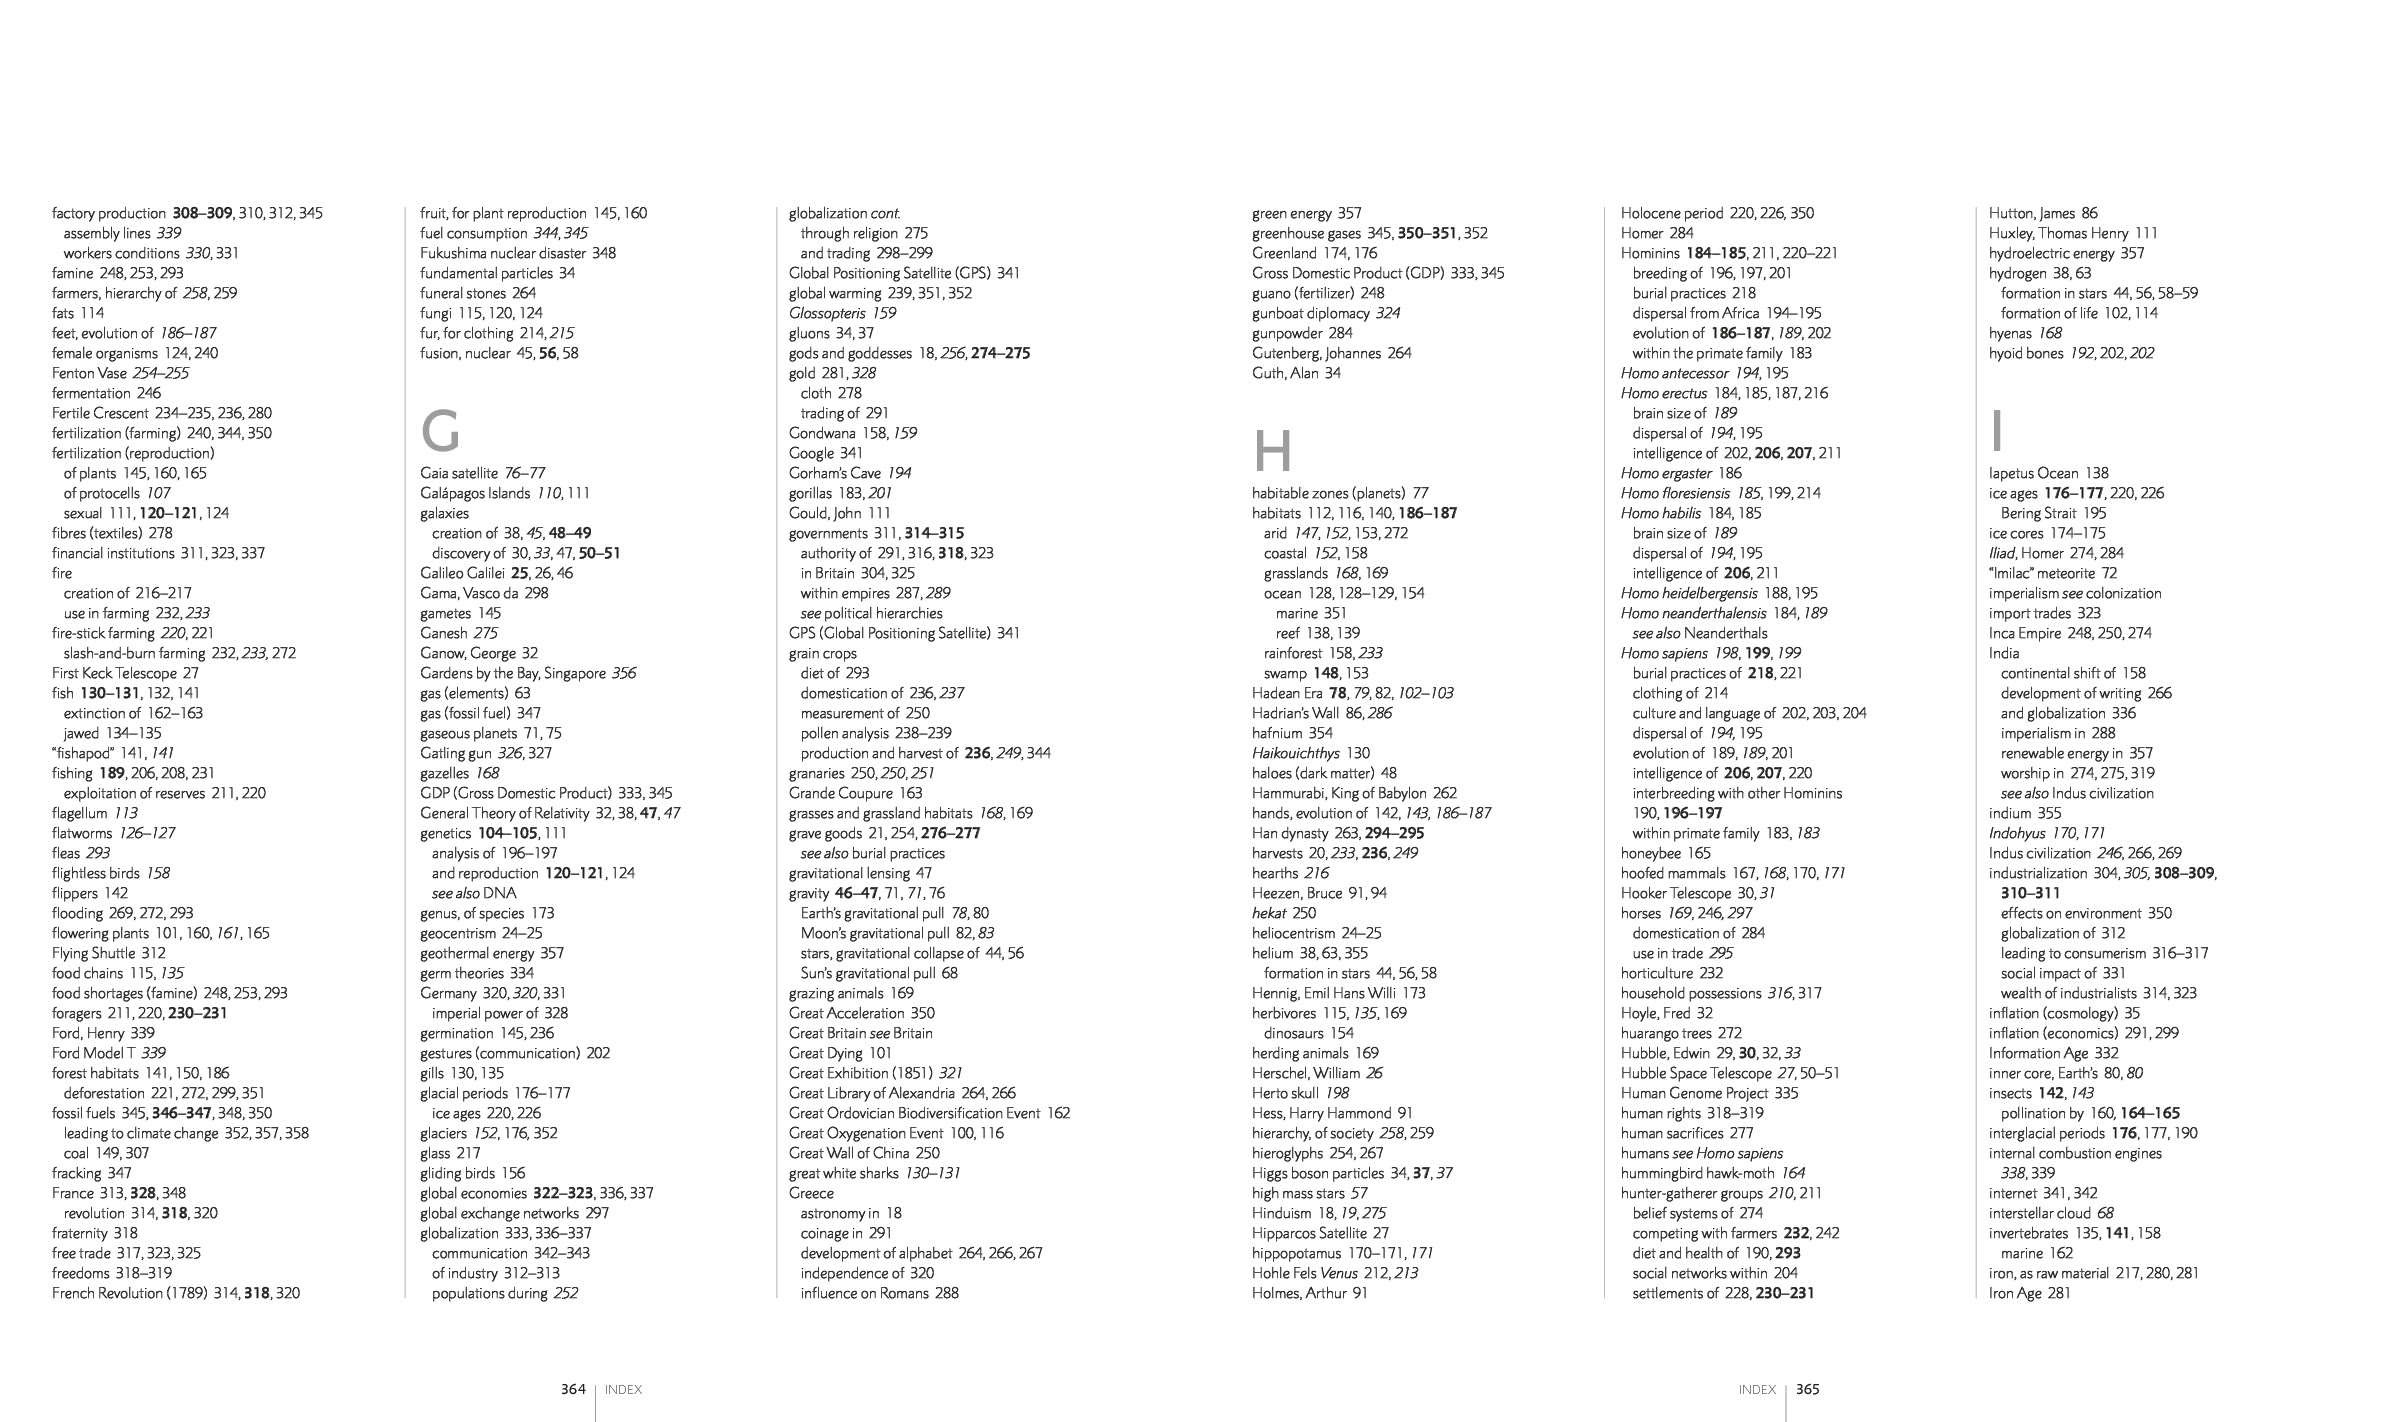 factory production 308–309, 310, 312, 345
assembly lines 339
workers conditions 330, 331
famine 248, 253, 293
farmers, hierarchy of 258, 259
fats 114
feet, evolution of 186–187
female organisms 124, 240
Fenton Vase 254–255
fermentation 246
Fertile Crescent 234–235, 236, 280
fertilization (farming) 240, 344, 350
fertilization (reproduction)
of plants 145, 160, 165
of protocells 107
sexual 111, 120–121, 124
fibres (textiles) 278
financial institutions 311, 323, 337
fire
creation of 216–217
use in farming 232, 233
fire-stick farming 220, 221
slash-and-burn farming 232, 233, 272
First Keck Telescope 27
fish 130–131, 132, 141
extinction of 162–163
jawed 134–135
“fishapod” 141, 141
fishing 189, 206, 208, 231
exploitation of reserves 211, 220
flagellum 113
flatworms 126–127
fleas 293
flightless birds 158
flippers 142
flooding 269, 272, 293
flowering plants 101, 160, 161, 165
Flying Shuttle 312
food chains 115, 135
food shortages (famine) 248, 253, 293
foragers 211, 220, 230–231
Ford, Henry 339
Ford Model T 339
forest habitats 141, 150, 186
deforestation 221, 272, 299, 351
fossil fuels 345, 346–347, 348, 350
leading to climate change 352, 357, 358
coal 149, 307
fracking 347
France 313, 328, 348
revolution 314, 318, 320
fraternity 318
free trade 317, 323, 325
freedoms 318–319
French Revolution (1789) 314, 318, 320
fruit, for plant reproduction 145, 160
fuel consumption 344, 345
Fukushima nuclear disaster 348
fundamental particles 34
funeral stones 264
fungi 115, 120, 124
fur, for clothing 214, 215
fusion, nuclear 45, 56, 58
G
Gaia satellite 76–77
Galápagos Islands 110, 111
galaxies
creation of 38, 45, 48–49
discovery of 30, 33, 47, 50–51
Galileo Galilei 25, 26, 46
Gama, Vasco da 298
gametes 145
Ganesh 275
Ganow, George 32
Gardens by the Bay, Singapore 356
gas (elements) 63
gas (fossil fuel) 347
gaseous planets 71, 75
Gatling gun 326, 327
gazelles 168
GDP (Gross Domestic Product) 333, 345
General Theory of Relativity 32, 38, 47, 47
genetics 104–105, 111
analysis of 196–197
and reproduction 120–121, 124
see also DNA
genus, of species 173
geocentrism 24–25
geothermal energy 357
germ theories 334
Germany 320, 320, 331
imperial power of 328
germination 145, 236
gestures (communication) 202
gills 130, 135
glacial periods 176–177
ice ages 220, 226
glaciers 152, 176, 352
glass 217
gliding birds 156
global economies 322–323, 336, 337
global exchange networks 297
globalization 333, 336–337
communication 342–343
of industry 312–313
populations during 252
globalization cont.
through religion 275
and trading 298–299
Global Positioning Satellite (GPS) 341
global warming 239, 351, 352
Glossopteris 159
gluons 34, 37
gods and goddesses 18, 256, 274–275
gold 281, 328
cloth 278
trading of 291
Gondwana 158, 159
Google 341
Gorham’s Cave 194
gorillas 183, 201
Gould, John 111
governments 311, 314–315
authority of 291, 316, 318, 323
in Britain 304, 325
within empires 287, 289
see political hierarchies
GPS (Global Positioning Satellite) 341
grain crops
diet of 293
domestication of 236, 237
measurement of 250
pollen analysis 238–239
production and harvest of 236, 249, 344
granaries 250, 250, 251
Grande Coupure 163
grasses and grassland habitats 168, 169
grave goods 21, 254, 276–277
see also burial practices
gravitational lensing 47
gravity 46–47, 71, 71, 76
Earth’s gravitational pull 78, 80
Moon’s gravitational pull 82, 83
stars, gravitational collapse of 44, 56
Sun’s gravitational pull 68
grazing animals 169
Great Acceleration 350
Great Britain see Britain
Great Dying 101
Great Exhibition (1851) 321
Great Library of Alexandria 264, 266
Great Ordovician Biodiversification Event 162
Great Oxygenation Event 100, 116
Great Wall of China 250
great white sharks 130–131
Greece
astronomy in 18
coinage in 291
development of alphabet 264, 266, 267
independence of 320
influence on Romans 288
green energy 357
greenhouse gases 345, 350–351, 352
Greenland 174, 176
Gross Domestic Product (GDP) 333, 345
guano (fertilizer) 248
gunboat diplomacy 324
gunpowder 284
Gutenberg, Johannes 264
Guth, Alan 34
H
habitable zones (planets) 77
habitats 112, 116, 140, 186–187
arid 147, 152, 153, 272
coastal 152, 158
grasslands 168, 169
ocean 128, 128–129, 154
marine 351
reef 138, 139
rainforest 158, 233
swamp 148, 153
Hadean Era 78, 79, 82, 102–103
Hadrian’s Wall 86, 286
hafnium 354
Haikouichthys 130
haloes (dark matter) 48
Hammurabi, King of Babylon 262
hands, evolution of 142, 143, 186–187
Han dynasty 263, 294–295
harvests 20, 233, 236, 249
hearths 216
Heezen, Bruce 91, 94
hekat 250
heliocentrism 24–25
helium 38, 63, 355
formation in stars 44, 56, 58
Hennig, Emil Hans Willi 173
herbivores 115, 135, 169
dinosaurs 154
herding animals 169
Herschel, William 26
Herto skull 198
Hess, Harry Hammond 91
hierarchy, of society 258, 259
hieroglyphs 254, 267
Higgs boson particles 34, 37, 37
high mass stars 57
Hinduism 18, 19, 275
Hipparcos Satellite 27
hippopotamus 170–171, 171
Hohle Fels Venus 212, 213
Holmes, Arthur 91
Holocene period 220, 226, 350
Homer 284
Hominins 184–185, 211, 220–221
breeding of 196, 197, 201
burial practices 218
dispersal from Africa 194–195
evolution of 186–187, 189, 202
within the primate family 183
Homo antecessor 194, 195
Homo erectus 184, 185, 187, 216
brain size of 189
dispersal of 194, 195
intelligence of 202, 206, 207, 211
Homo ergaster 186
Homo floresiensis 185, 199, 214
Homo habilis 184, 185
brain size of 189
dispersal of 194, 195
intelligence of 206, 211
Homo heidelbergensis 188, 195
Homo neanderthalensis 184, 189
see also Neanderthals
Homo sapiens 198, 199, 199
burial practices of 218, 221
clothing of 214
culture and language of 202, 203, 204
dispersal of 194, 195
evolution of 189, 189, 201
intelligence of 206, 207, 220
interbreeding with other Hominins
190, 196–197
within primate family 183, 183
honeybee 165
hoofed mammals 167, 168, 170, 171
Hooker Telescope 30, 31
horses 169, 246, 297
domestication of 284
use in trade 295
horticulture 232
household possessions 316, 317
Hoyle, Fred 32
huarango trees 272
Hubble, Edwin 29, 30, 32, 33
Hubble Space Telescope 27, 50–51
Human Genome Project 335
human rights 318–319
human sacrifices 277
humans see Homo sapiens
hummingbird hawk-moth 164
hunter-gatherer groups 210, 211
belief systems of 274
competing with farmers 232, 242
diet and health of 190, 293
social networks within 204
settlements of 228, 230–231
Hutton, James 86
Huxley, Thomas Henry 111
hydroelectric energy 357
hydrogen 38, 63
formation in stars 44, 56, 58–59
formation of life 102, 114
hyenas 168
hyoid bones 192, 202, 202
I
Iapetus Ocean 138
ice ages 176–177, 220, 226
Bering Strait 195
ice cores 174–175
Iliad, Homer 274, 284
“Imilac” meteorite 72
imperialism see colonization
import trades 323
Inca Empire 248, 250, 274
India
continental shift of 158
development of writing 266
and globalization 336
imperialism in 288
renewable energy in 357
worship in 274, 275, 319
see also Indus civilization
indium 355
Indohyus 170, 171
Indus civilization 246, 266, 269
industrialization 304, 305, 308–309,
310–311
effects on environment 350
globalization of 312
leading to consumerism 316–317
social impact of 331
wealth of industrialists 314, 323
inflation (cosmology) 35
inflation (economics) 291, 299
Information Age 332
inner core, Earth’s 80, 80
insects 142, 143
pollination by 160, 164–165
interglacial periods 176, 177, 190
internal combustion engines
338, 339
internet 341, 342
interstellar cloud 68
invertebrates 135, 141, 158
marine 162
iron, as raw material 217, 280, 281
Iron Age 281
364 INDEX
INDEX 365